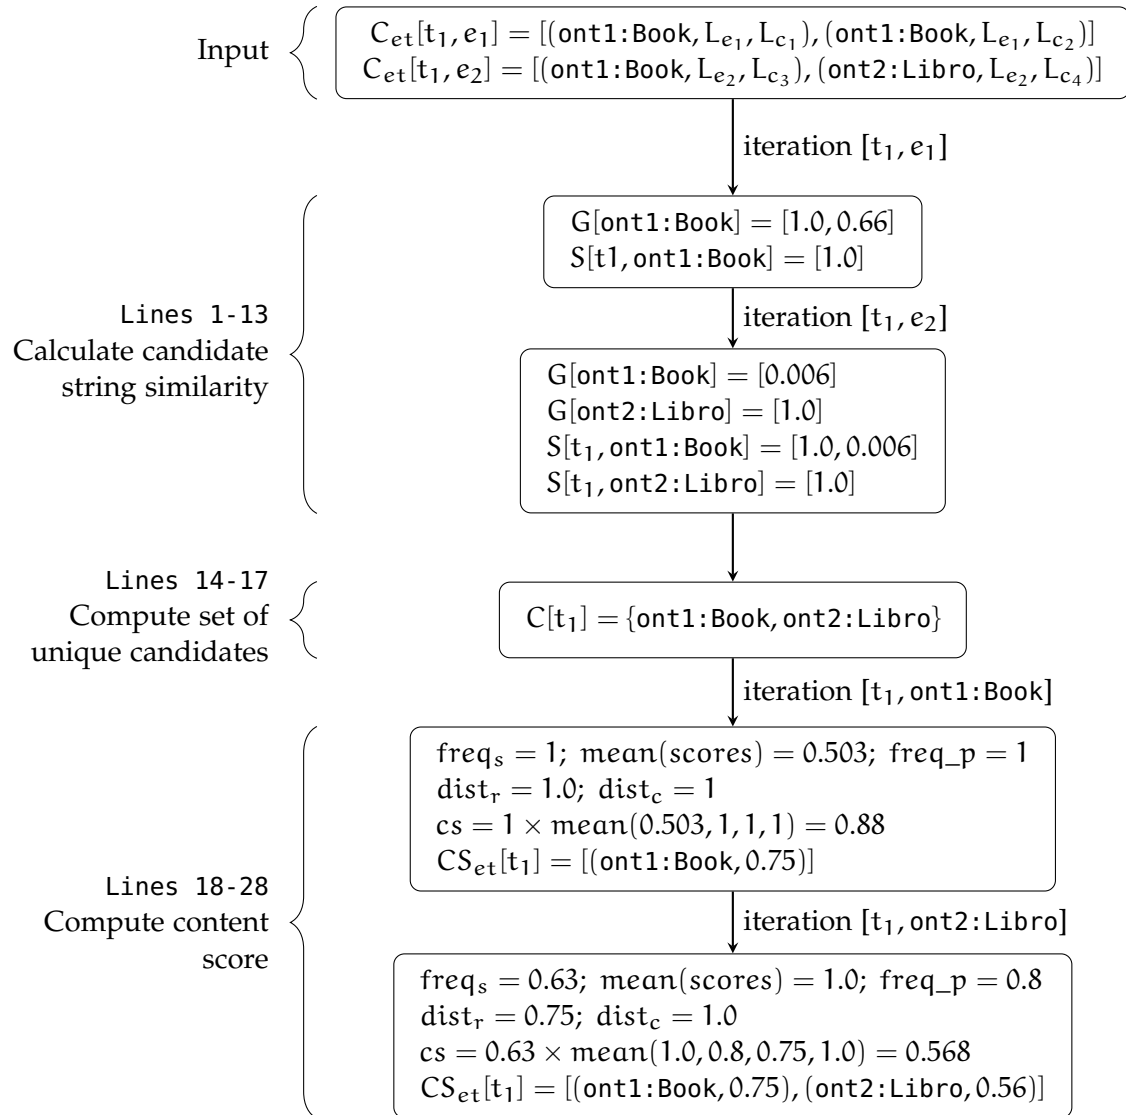 Input
C_et[t_1, e_1] = [(ont1:Book, L_e_1, L_c_1), (ont1:Book, L_e_1, L_c_2)]
C_et[t_1, e_2] = [(ont1:Book, L_e_2, L_c_3), (ont2:Libro, L_e_2, L_c_4)]
iteration [t_1, e_1]
Lines 1-13
Calculate candidate
string similarity
G[ont1:Book] = [1.0, 0.66]
S[t1, ont1:Book] = [1.0]
iteration [t_1, e_2]
G[ont1:Book] = [0.006]
G[ont2:Libro] = [1.0]
S[t_1, ont1:Book] = [1.0, 0.006]
S[t_1, ont2:Libro] = [1.0]
Lines 14-17
Compute set of
unique candidates
C[t_1] = {ont1:Book, ont2:Libro}
iteration [t_1, ont1:Book]
Lines 18-28
Compute content
score
freq_s = 1; mean(scores) = 0.503; freq_p = 1
dist_r = 1.0; dist_c = 1
cs = 1 × mean(0.503, 1, 1, 1) = 0.88
CS_et[t_1] = [(ont1:Book, 0.75)]
iteration [t_1, ont2:Libro]
freq_s = 0.63; mean(scores) = 1.0; freq_p = 0.8
dist_r = 0.75; dist_c = 1.0
cs = 0.63 × mean(1.0, 0.8, 0.75, 1.0) = 0.568
CS_et[t_1] = [(ont1:Book, 0.75), (ont2:Libro, 0.56)]